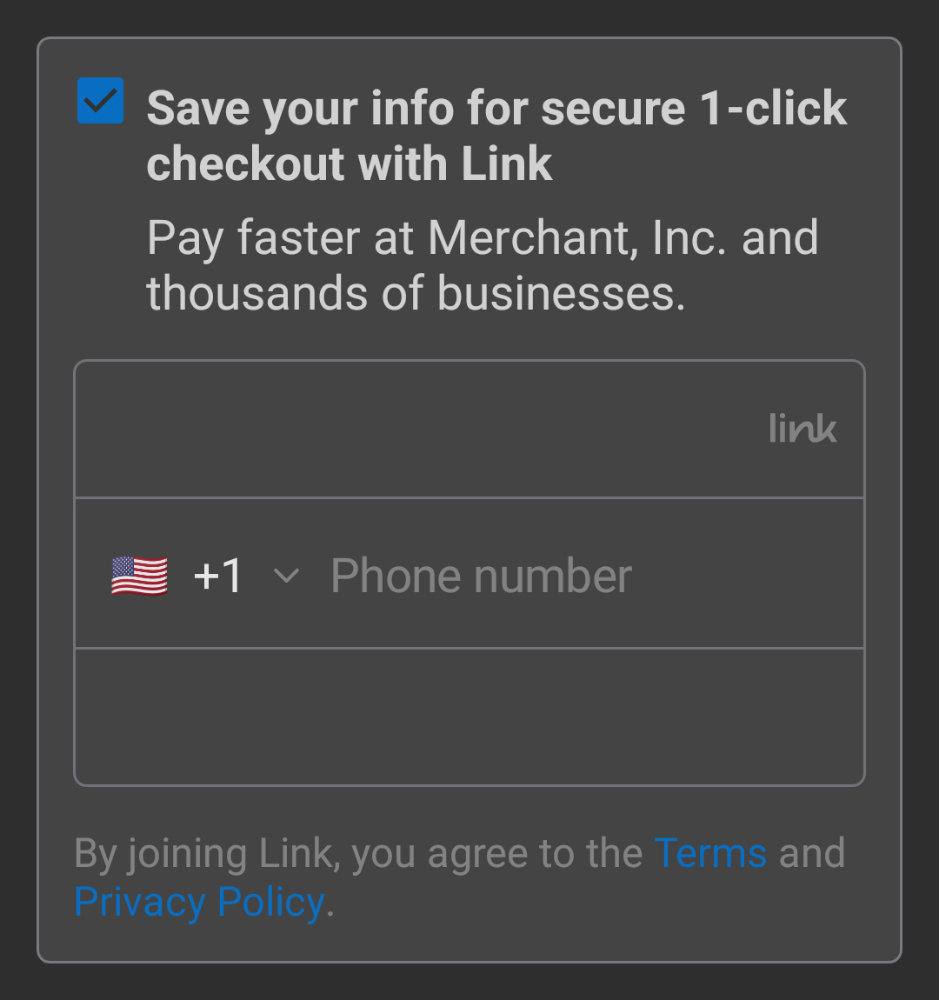 Save your info for secure 1-click
checkout with Link
Pay faster at Merchant, Inc. and
thousands of businesses.
link
+1 Phone number
By joining Link, you agree to the Terms and
Privacy Policy.